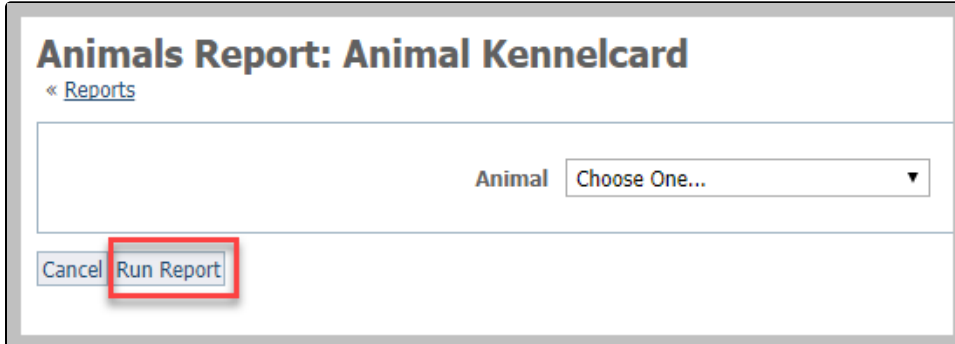 Animals Report: Animal Kennelcard
« Reports
Animal Choose One...
Cancel Run Report